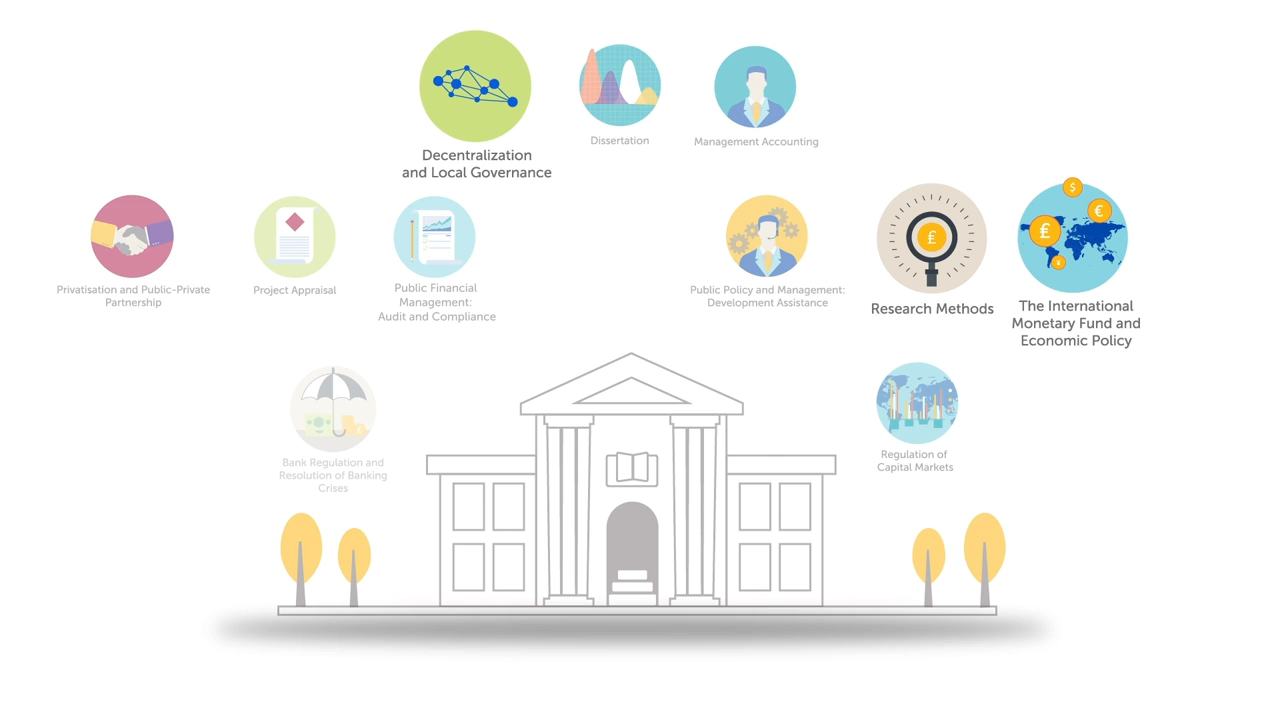 Decentralization
and Local Governance
Dissertation
Management Accounting
Privatisation and Public-Private
Partnership
Project Appraisal
Public Financial
Management:
Audit and Compliance
Public Policy and Management:
Development Assistance
£
Research Methods
$
€
£
The International
Monetary Fund and
Economic Policy
Bank Regulation and
Resolution of Banking
Crises
Regulation of
Capital Markets